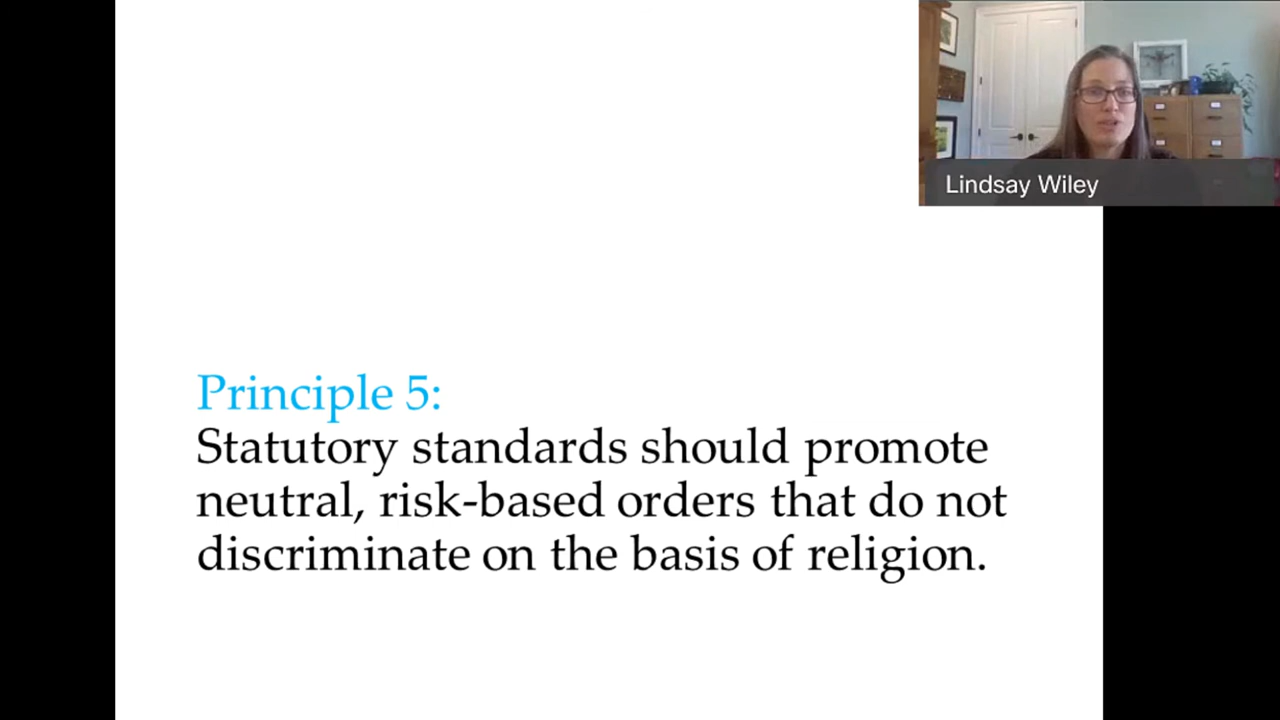 Lindsay Wiley
Principle 5:
Statutory standards should promote
neutral, risk-based orders that do not
discriminate on the basis of religion.